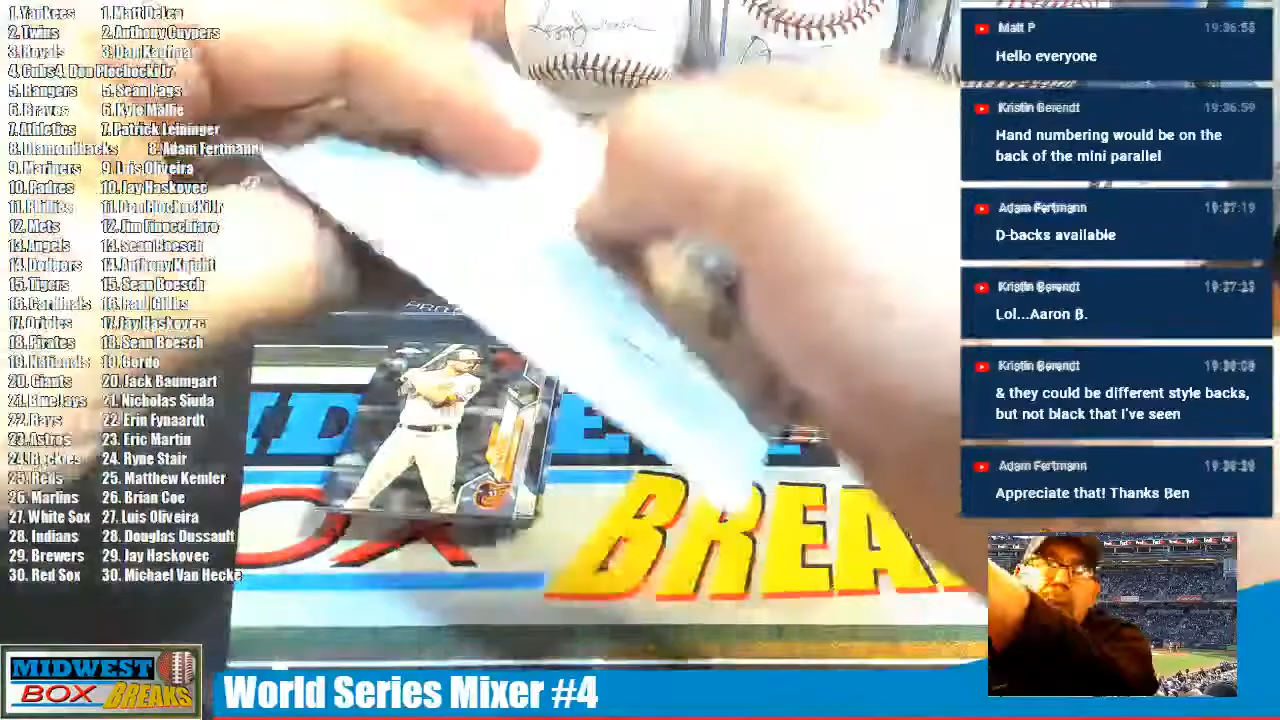 1. Yankees 1. Matt DeLeo
2. Twins 2. Anthony Cuypers
3. Royals 3. Dan Kaufman
4. Cubs 4. Don Plochocki Jr
5. Rangers 5. Sean Pags
6. Braves 6. Kyle Mallie
7. Athletics 7. Patrick Leininger
8. Diamondbacks 8. Adam Fertmann
9. Mariners 9. Luis Oliveira
10. Padres 10. Jay Haskovec
11. Phillies 11. Don Plochocki Jr
12. Mets 12. Jim Finocchiaro
13. Angels 13. Sean Boesch
14. Dodgers 14. Anthony Knight
15. Tigers 15. Sean Boesch
16. Cardinals 16. Paul Gibbs
17. Orioles 17. Jay Haskovec
18. Pirates 18. Sean Boesch
19. Nationals 19. Gordo
20. Giants 20. Jack Baumgart
21. Blue Jays 21. Nicholas Siuda
22. Rays 22. Erin Fynaardt
23. Astros 23. Eric Martin
24. Rockies 24. Ryne Stair
25. Reds 25. Matthew Kemler
26. Marlins 26. Brian Coe
27. White Sox 27. Luis Oliveira
28. Indians 28. Douglas Dussault
29. Brewers 29. Jay Haskovec
30. Red Sox 30. Michael Van Hecke
MIDWEST
BOX BREAKS
World Series Mixer #4
BOX BREA
Matt P 19:36:55
Hello everyone
Kristin Berendt 19:36:59
Hand numbering would be on the
back of the mini parallel
Adam Fertmann 19:37:19
D-backs available
Kristin Berendt
Lol...Aaron B.
Kristin Berendt
& they could be different style backs,
but not black that I've seen
Adam Fertmann
Appreciate that! Thanks Ben